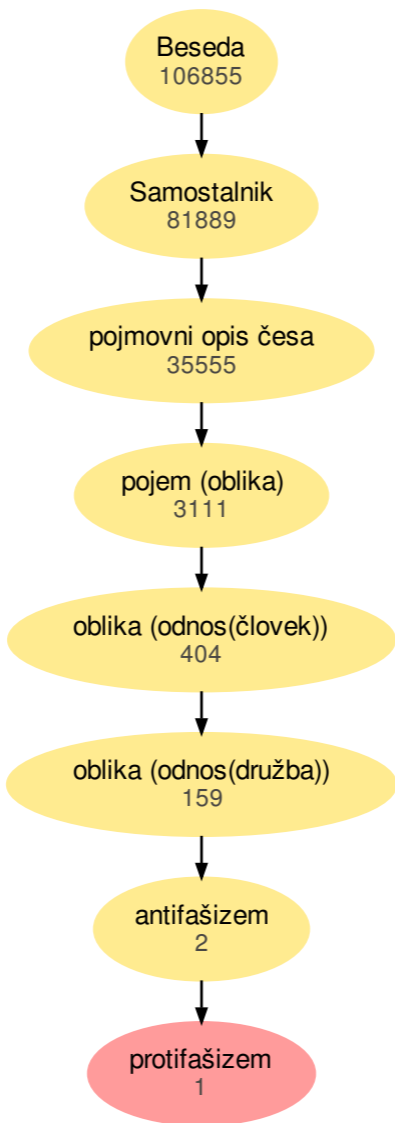 Beseda
106855
Samostalnik
81889
pojmovni opis česa
35555
pojem (oblika)
3111
oblika (odnos(človek))
404
oblika (odnos(družba))
159
antifašizem
2
protifašizem
1